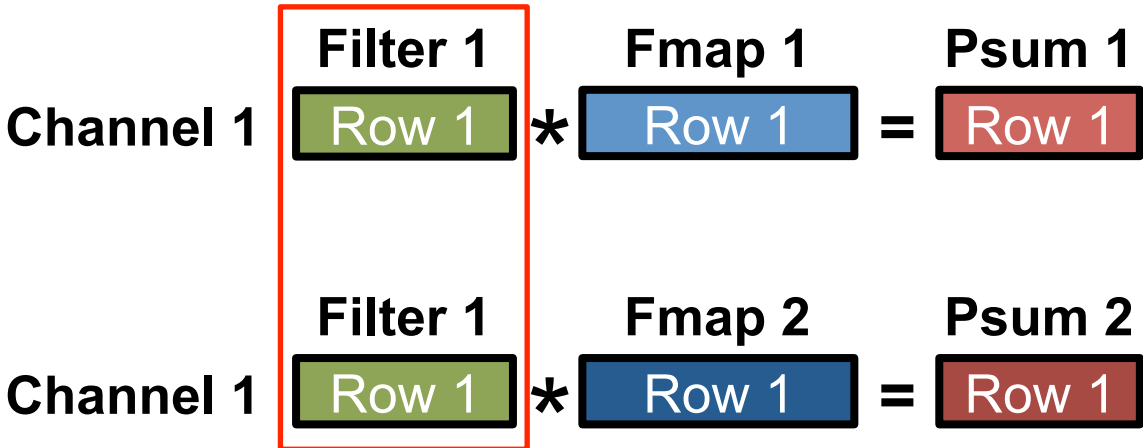 Filter 1 Fmap 1 Psum 1
Channel 1 Row 1 * Row 1 = Row 1
Filter 1 Fmap 2 Psum 2
Channel 1 Row 1 * Row 1 = Row 1